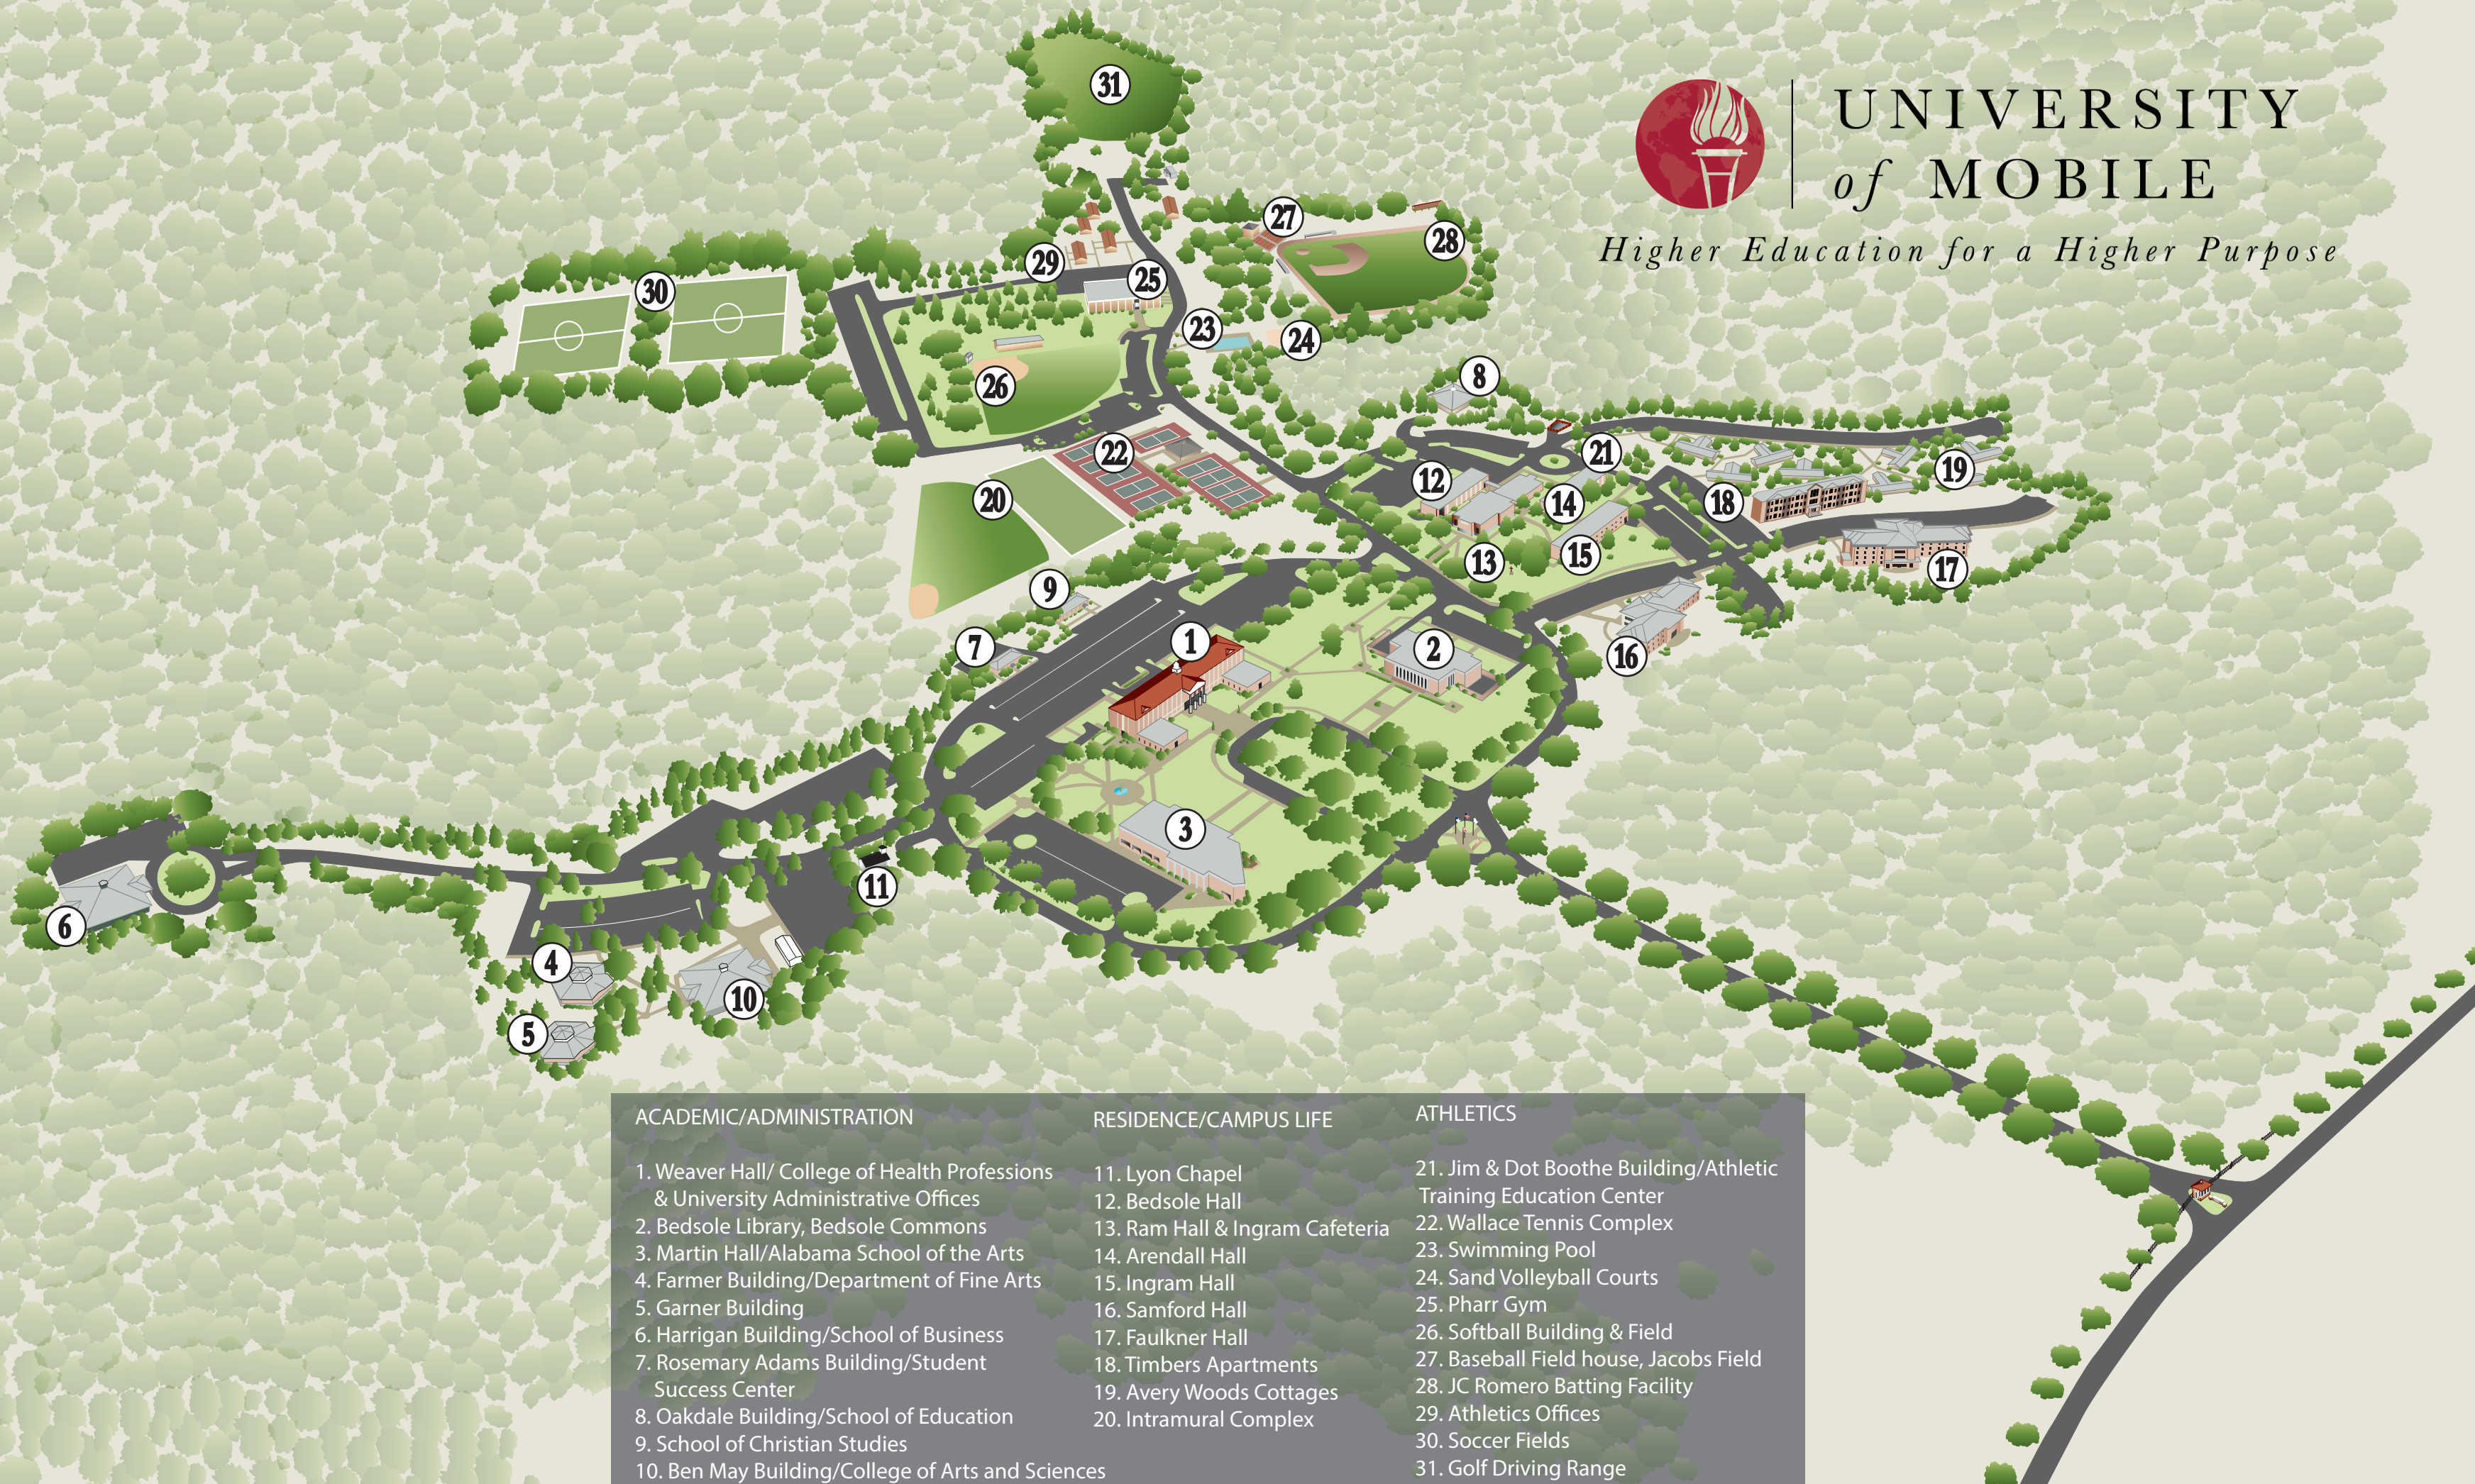 UNIVERSITY
of MOBILE
Higher Education for a Higher Purpose
31
27
28
29
25
30
23
24
26
8
22
21
12
19
20
14
18
13
15
17
9
1
7
2
16
3
11
6
4
10
5
ACADEMIC/ADMINISTRATION
1. Weaver Hall/ College of Health Professions
& University Administrative Offices
2. Bedsole Library, Bedsole Commons
3. Martin Hall/Alabama School of the Arts
4. Farmer Building/Department of Fine Arts
5. Garner Building
6. Harrigan Building/School of Business
7. Rosemary Adams Building/Student
Success Center
8. Oakdale Building/School of Education
9. School of Christian Studies
10. Ben May Building/College of Arts and Sciences
RESIDENCE/CAMPUS LIFE
11. Lyon Chapel
12. Bedsole Hall
13. Ram Hall & Ingram Cafeteria
14. Arendall Hall
15. Ingram Hall
16. Samford Hall
17. Faulkner Hall
18. Timbers Apartments
19. Avery Woods Cottages
20. Intramural Complex
ATHLETICS
21. Jim & Dot Boothe Building/Athletic
Training Education Center
22. Wallace Tennis Complex
23. Swimming Pool
24. Sand Volleyball Courts
25. Pharr Gym
26. Softball Building & Field
27. Baseball Field house, Jacobs Field
28. JC Romero Batting Facility
29. Athletics Offices
30. Soccer Fields
31. Golf Driving Range